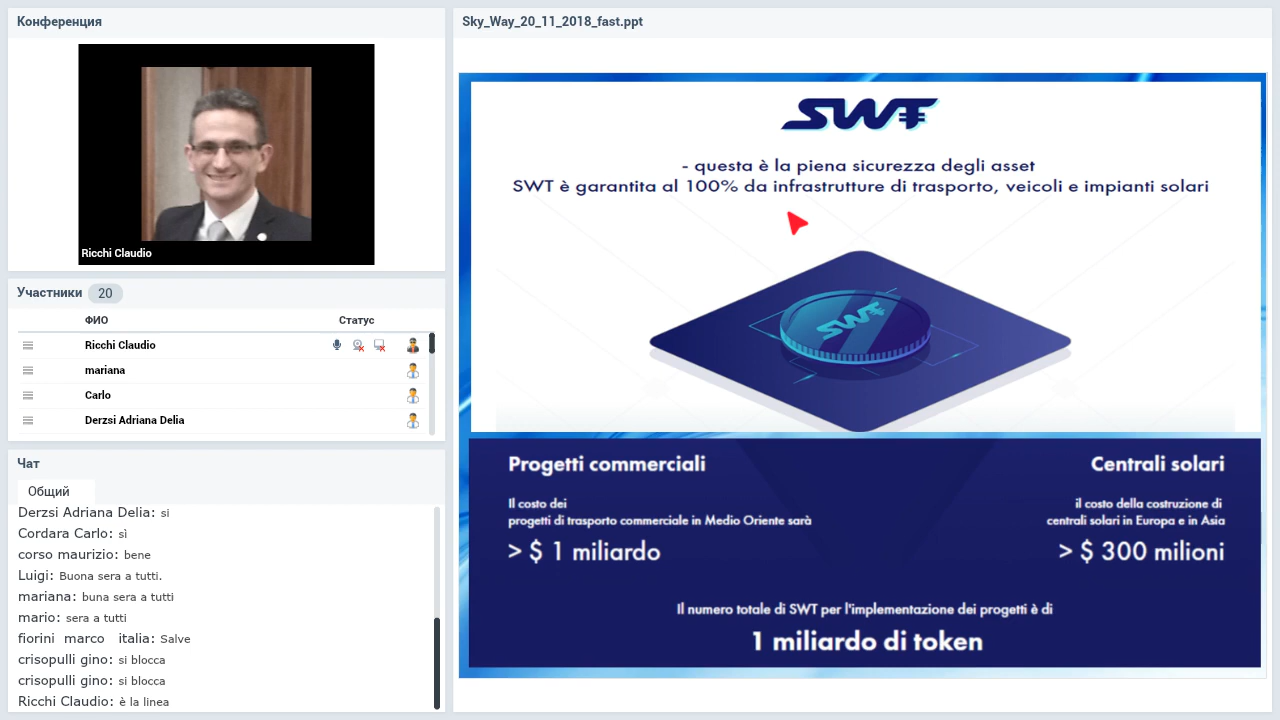 Конференция
Ricchi Claudio
Участники 20
ФИО Статус
Ricchi Claudio
mariana
Carlo
Derzsi Adriana Delia
Чат
Общий
Derzsi Adriana Delia: si
Cordara Carlo: sì
corso maurizio: bene
Luigi: Buona sera a tutti.
mariana: buna sera a tutti
mario: sera a tutti
fiorini marco italia: Salve
crisopulli gino: si blocca
crisopulli gino: si blocca
Ricchi Claudio: è la linea
Sky_Way_20_11_2018_fast.ppt
SWT
- questa è la piena sicurezza degli asset
SWT è garantita al 100% da infrastrutture di trasporto, veicoli e impianti solari
SWT
Progetti commerciali
Il costo dei
progetti di trasporto commerciale in Medio Oriente sarà
> $ 1 miliardo
Centrali solari
il costo della costruzione di
centrali solari in Europa e in Asia
> $ 300 milioni
Il numero totale di SWT per l'implementazione dei progetti è di
1 miliardo di token